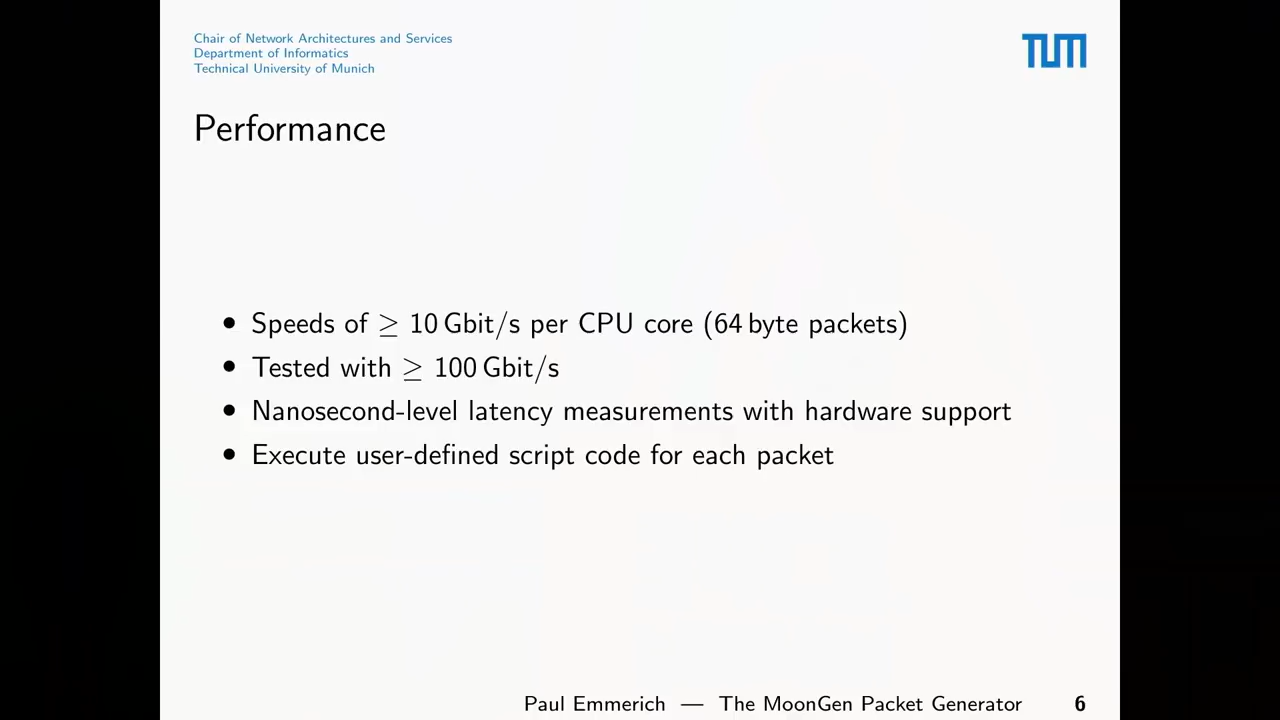 Chair of Network Architectures and Services
Department of Informatics
Technical University of Munich
TUM
Performance
• Speeds of ≥ 10 Gbit/s per CPU core (64 byte packets)
• Tested with ≥ 100 Gbit/s
• Nanosecond-level latency measurements with hardware support
• Execute user-defined script code for each packet
Paul Emmerich — The MoonGen Packet Generator 6